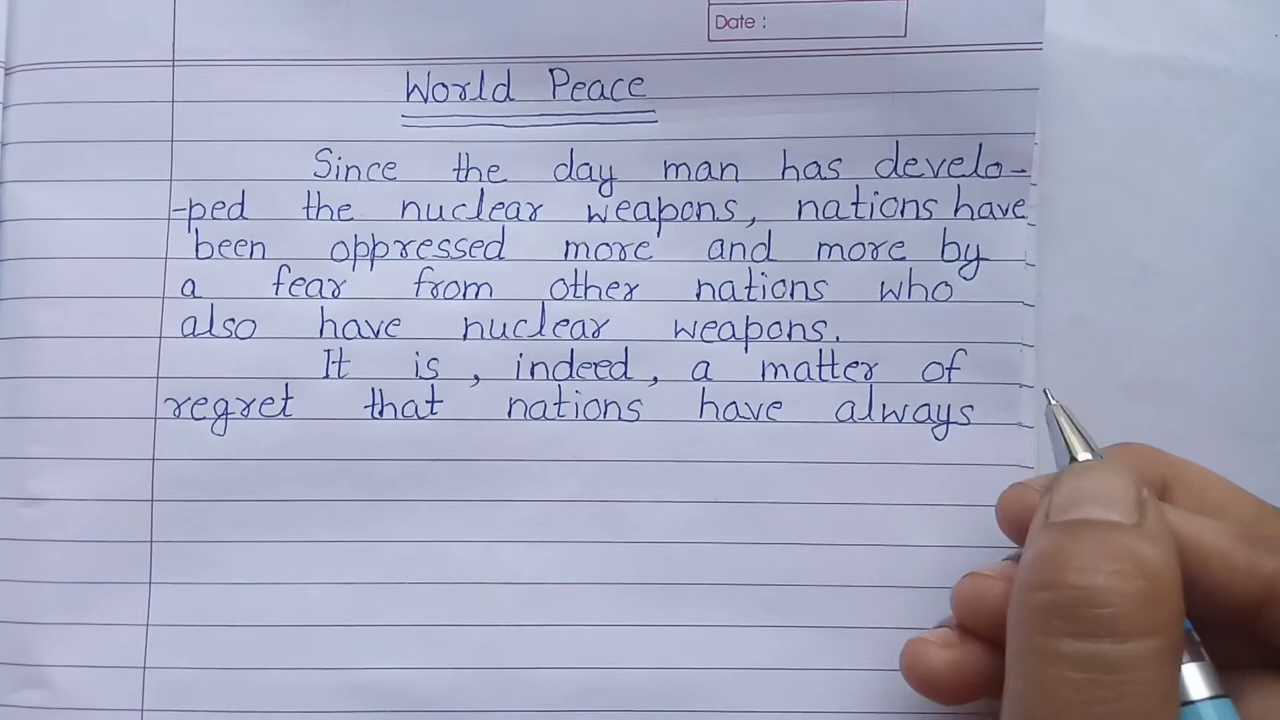 Date :
World Peace
Since the day man has develo-
-ped the nuclear weapons, nations have
been oppressed more and more by
a fear from other nations who
also have nuclear weapons.
It is, indeed, a matter of
regret that nations have always